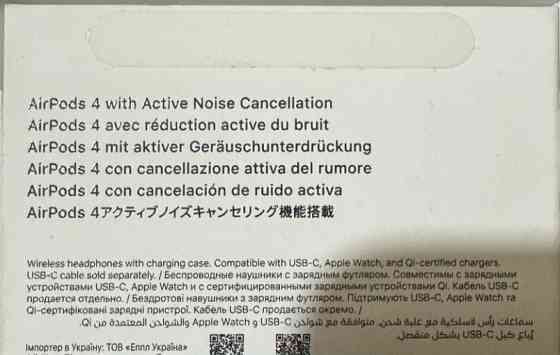 AirPods 4 with Active Noise Cancellation
AirPods 4 avec réduction active du bruit
AirPods 4 mit aktiver Geräuschunterdrückung
AirPods 4 con cancellazione attiva del rumore
AirPods 4 con cancelación de ruido activa
AirPods 4アクティブノイズキャンセリング機能搭載
Wireless headphones with charging case. Compatible with USB-C, Apple Watch, and Qi-certified chargers.
USB-C cable sold separately. / Беспроводные наушники с зарядным футляром. Совместимы с зарядными
устройствами USB-C, Apple Watch и с сертифицированными зарядными устройствами Qi. Кабель USB-C
продается отдельно. / Бездротові навушники з зарядним футляром. Підтримують USB-C, Apple Watch та
Qi-сертифіковані зарядні пристрої. Кабель USB-C продається окремо. /
سماعات رأس لاسلكية مع علبة شحن. متوافقة مع شواحن USB-C و Apple Watch والشواحن المعتمدة من Qi.
يُباع كبل USB-C بشكل منفصل.
Імпортер в Україну: ТОВ «Еппл Україна»